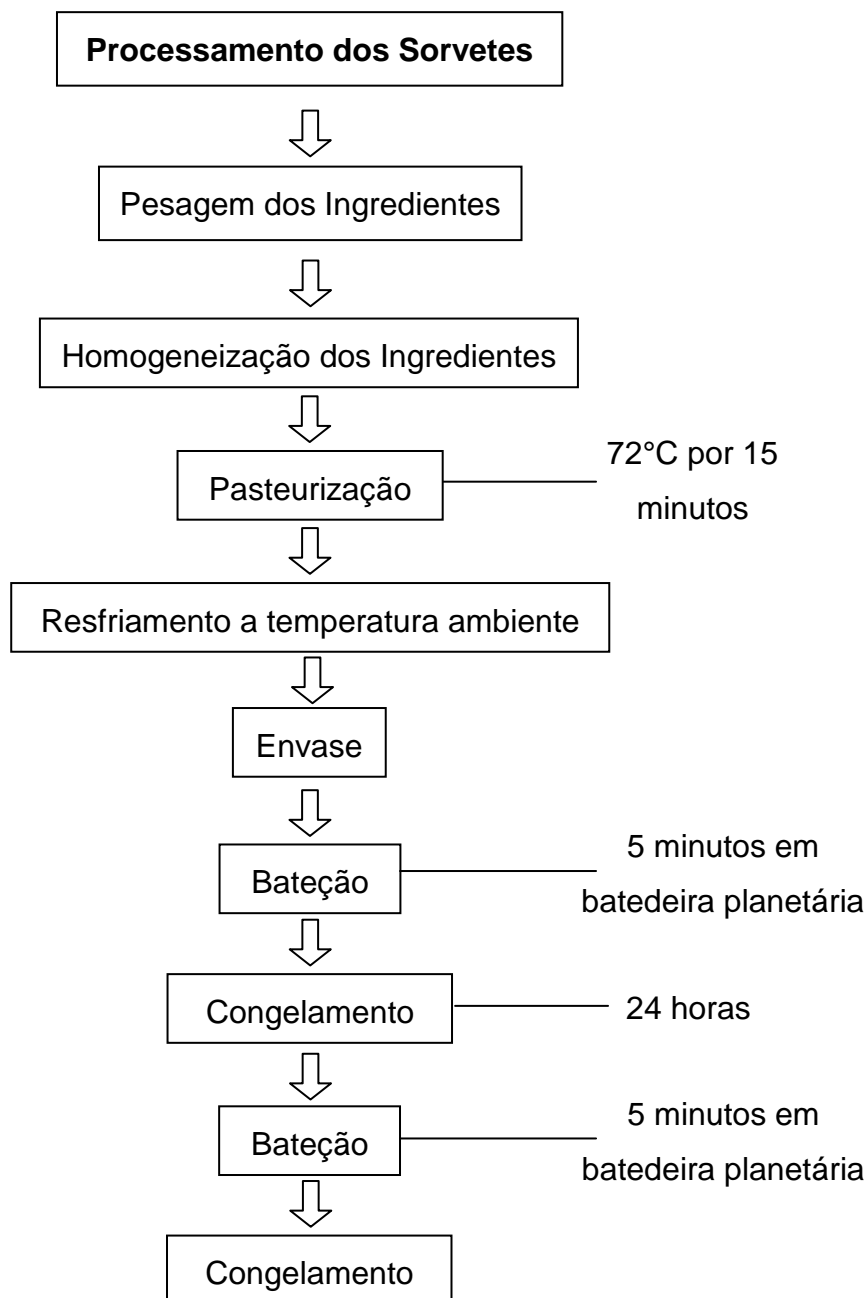 Processamento dos Sorvetes
Pesagem dos Ingredientes
Homogeneização dos Ingredientes
Pasteurização
72°C por 15
minutos
Resfriamento a temperatura ambiente
Envase
Bateção
5 minutos em
batedeira planetária
Congelamento
24 horas
Bateção
5 minutos em
batedeira planetária
Congelamento